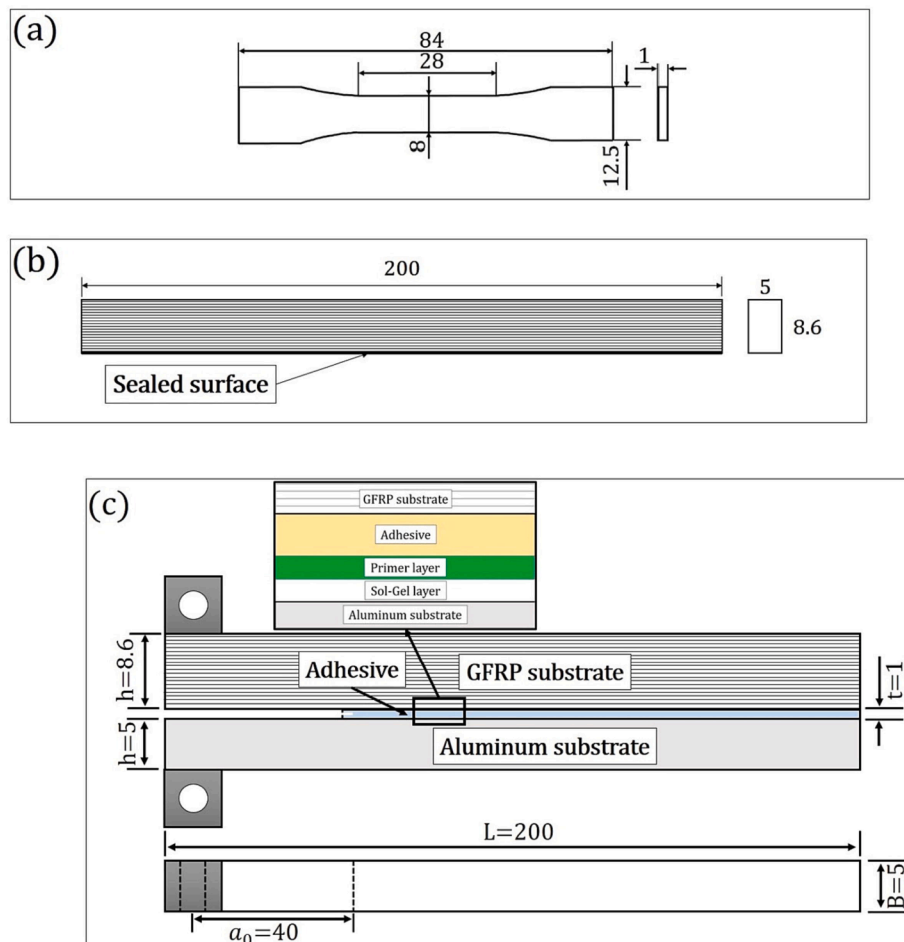 (a)
84
28
1
8
12.5
(b)
200
5
8.6
Sealed surface
(c)
GFRP substrate
Adhesive
Primer layer
Sol-Gel layer
Aluminum substrate
h=8.6
Adhesive
GFRP substrate
t=1
h=5
Aluminum substrate
L=200
B=5
a₀=40